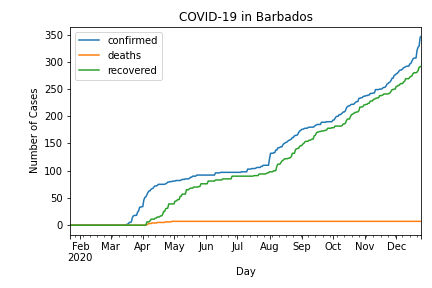 COVID-19 in Barbados
confirmed
deaths
recovered
Number of Cases
350
300
250
200
150
100
50
0
Feb Mar Apr May Jun Jul Aug Sep Oct Nov Dec
2020
Day